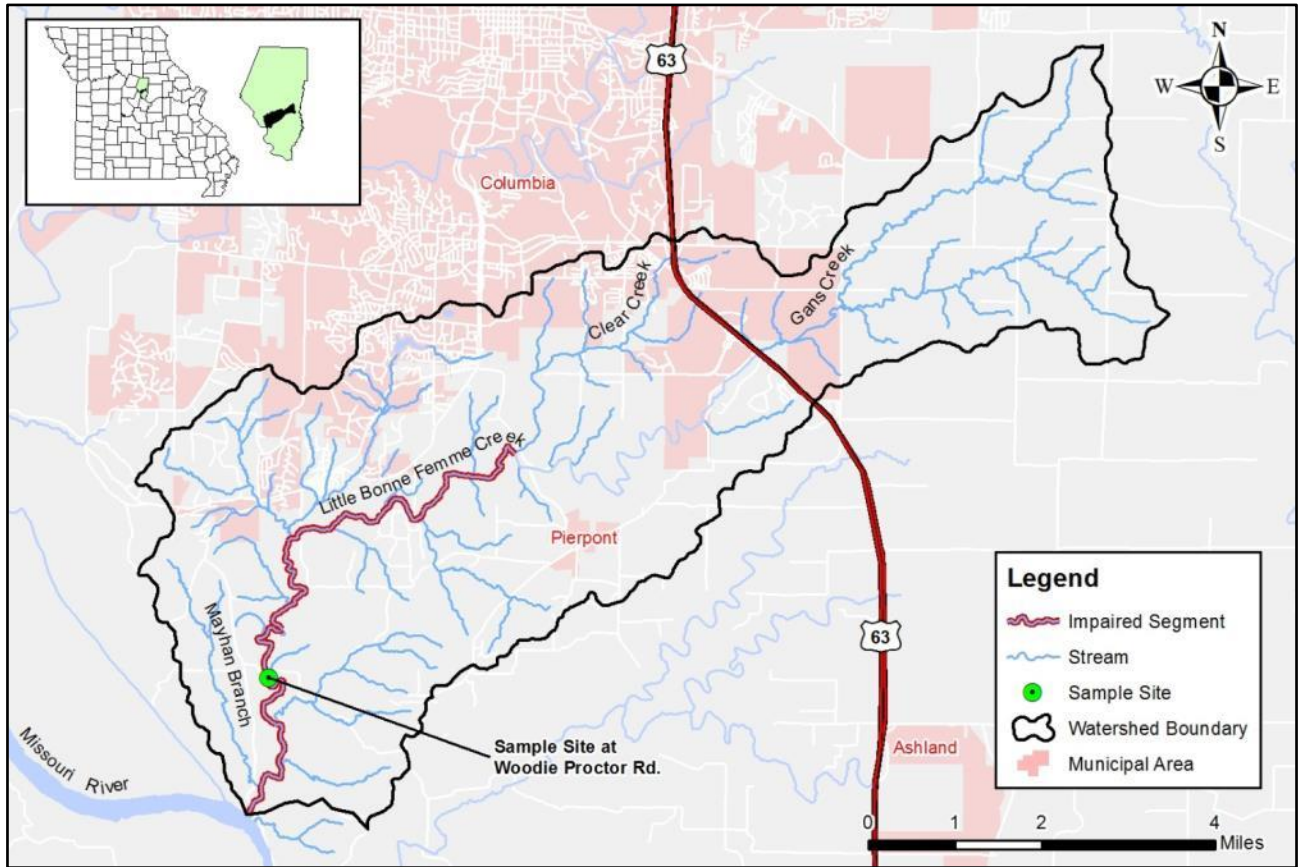 N
W E
S
63
Columbia
Clear Creek
Gans Creek
Little Bonne Femme Creek
Pierpont
Mayhan Branch
Sample Site at
Woodie Proctor Rd.
Missouri River
63
Ashland
Legend
Impaired Segment
Stream
Sample Site
Watershed Boundary
Municipal Area
0 1 2 4
Miles